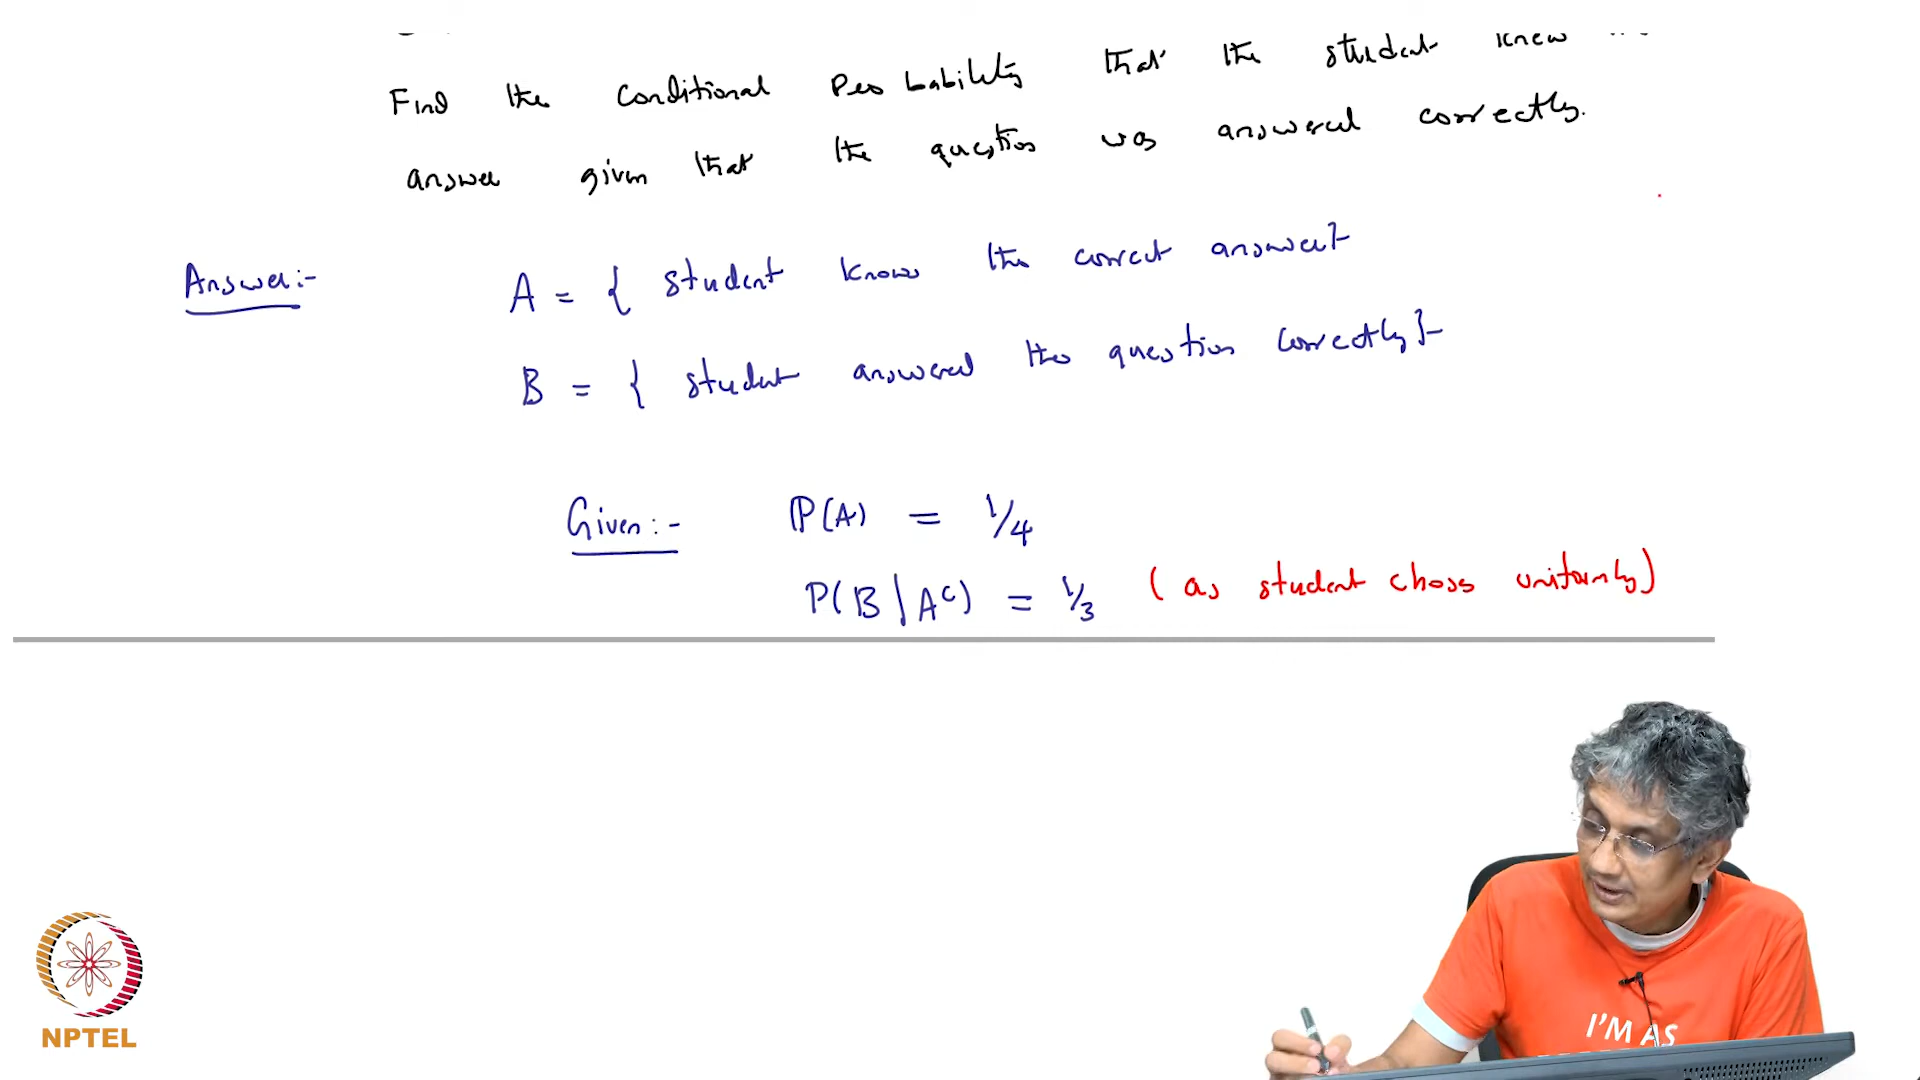 Find the conditional Probability that the student knew
answer given that the question was answered correctly.
Answer:- A = { student knows the correct answer}
B = { student answered the question correctly}
Given:- P(A) = 1/4
P(B | A^c) = 1/3 (as student chose uniformly)
I'M AS
NPTEL